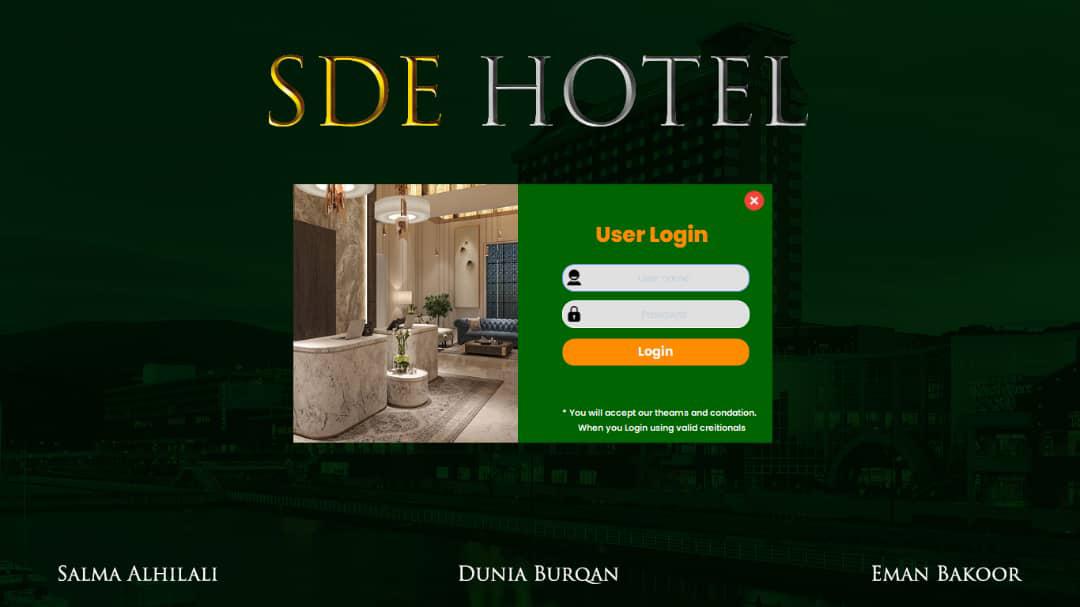 SDE HOTEL
User Login
user name
Password
Login
* You will accept our theams and condation.
When you Login using valid creitionals
SALMA ALHILALI
DUNIA BURQAN
EMAN BAKOOR